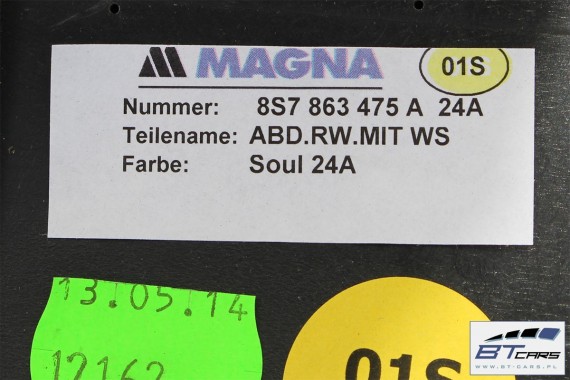 MAGNA 01S
Nummer: 8S7 863 475 A 24A
Teilename: ABD.RW.MIT WS
Farbe: Soul 24A
13.05.14
12162
01S
BTCARS
WWW.BT-CARS.PL